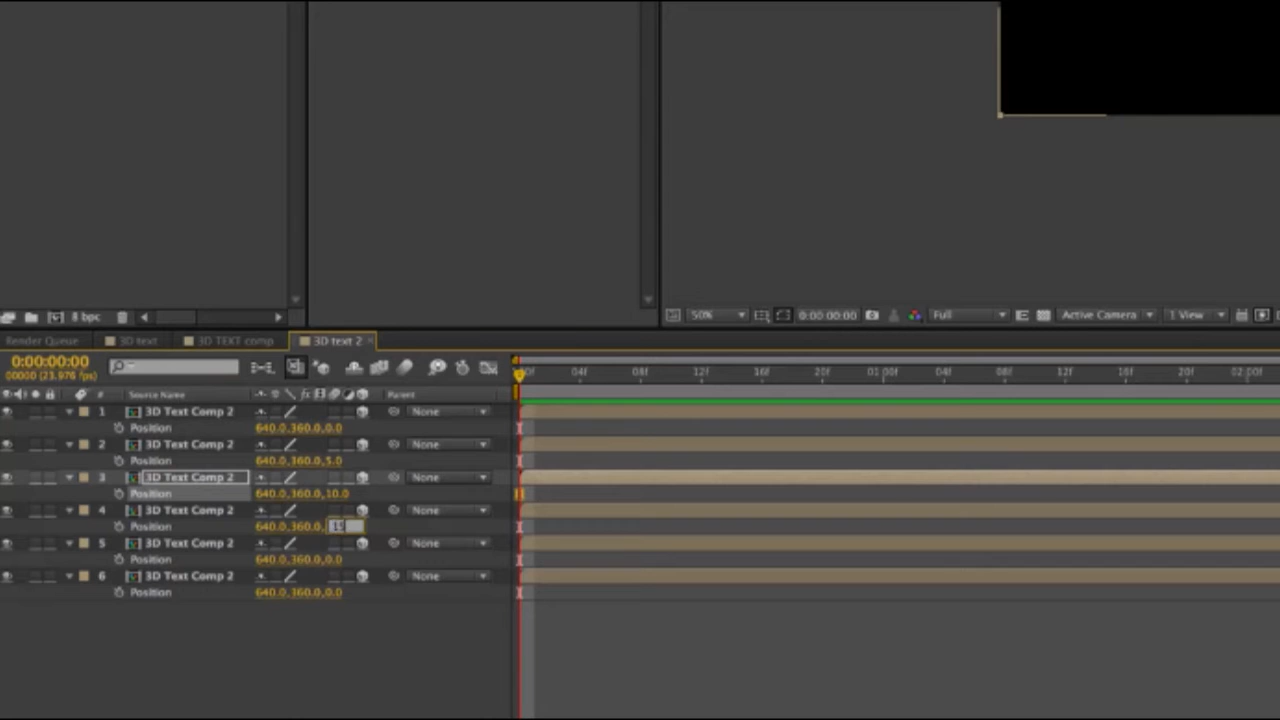 8 bpc
50% 0:00:00:00 Full Active Camera 1 View
Render Queue 3D text 3D TEXT comp 3D text 2 ×
0:00:00:00
00000 (23.976 fps)
04f 08f 12f 16f 20f 01:00f 04f 08f 12f 16f 20f 02:00f
# Source Name fx Parent
1 3D Text Comp 2 None
Position 640.0,360.0,0.0
2 3D Text Comp 2 None
Position 640.0,360.0,5.0
3 3D Text Comp 2 None
Position 640.0,360.0,10.0
4 3D Text Comp 2 None
Position 640.0,360.0, 15
5 3D Text Comp 2 None
Position 640.0,360.0,0.0
6 3D Text Comp 2 None
Position 640.0,360.0,0.0